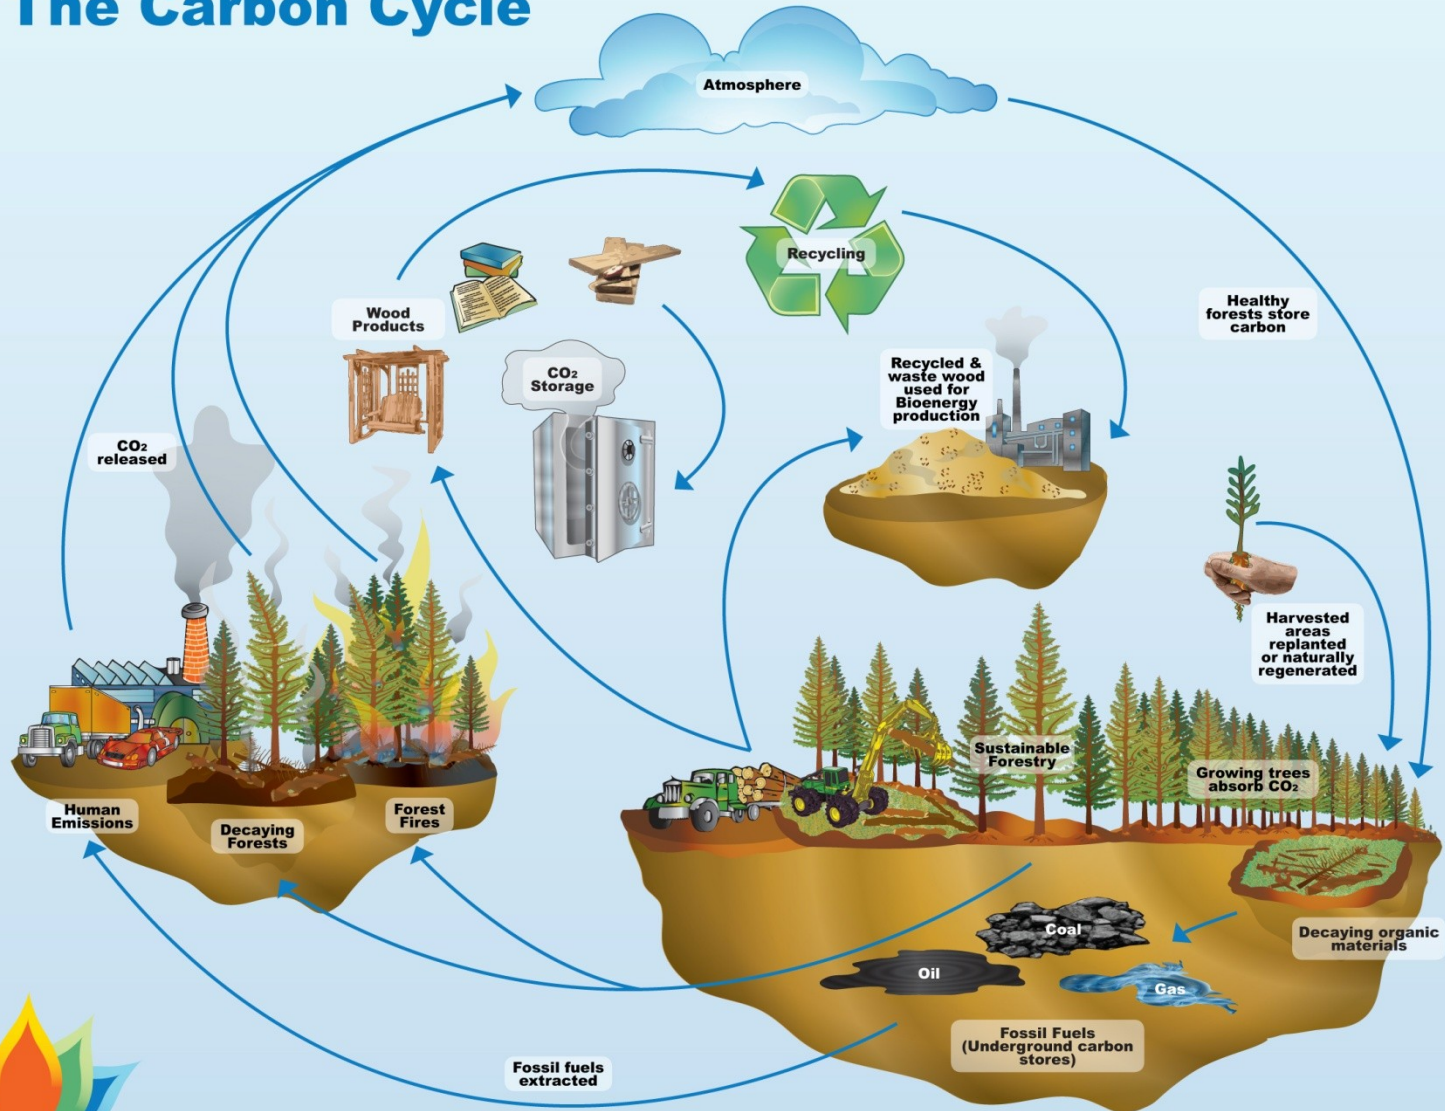 The Carbon Cycle
Atmosphere
Recycling
Wood
Products
CO₂
Storage
Healthy
forests store
carbon
Recycled &
waste wood
used for
Bioenergy
production
CO₂
released
Harvested
areas
replanted
or naturally
regenerated
Sustainable
Forestry
Growing trees
absorb CO₂
Human
Emissions
Decaying
Forests
Forest
Fires
Coal
Oil
Gas
Decaying organic
materials
Fossil Fuels
(Underground carbon
stores)
Fossil fuels
extracted